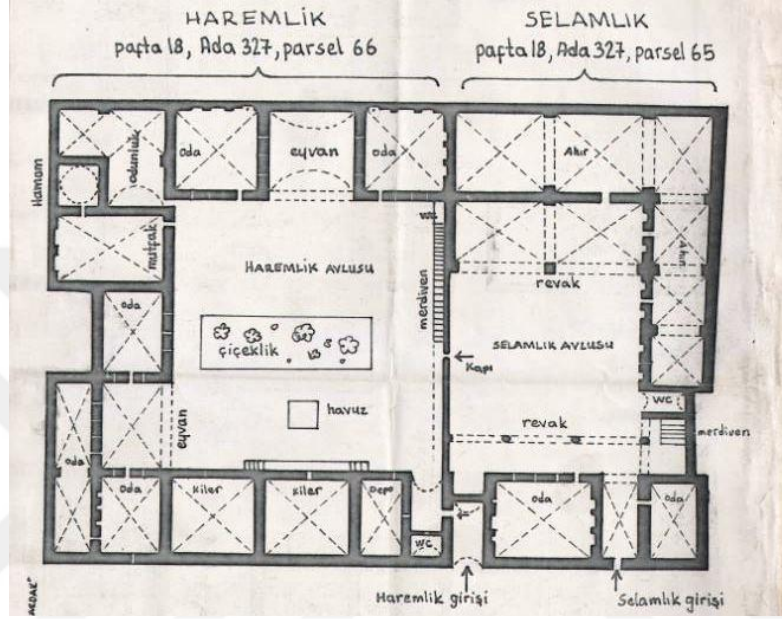 HAREMLİK
pafta 18, Ada 327, parsel 66
SELAMLIK
pafta 18, Ada 327, parsel 65
Hamam
odunluk
oda
eyvan
oda
Ahır
wc
mutfak
HAREMLİK AVLUSU
merdiven
revak
Ahır
oda
çiçeklik
SELAMLIK AVLUSU
Kapı
havuz
eyvan
revak
wc
merdiven
oda
oda
kiler
kiler
Depo
wc
oda
oda
Haremlik girişi
Selamlık girişi